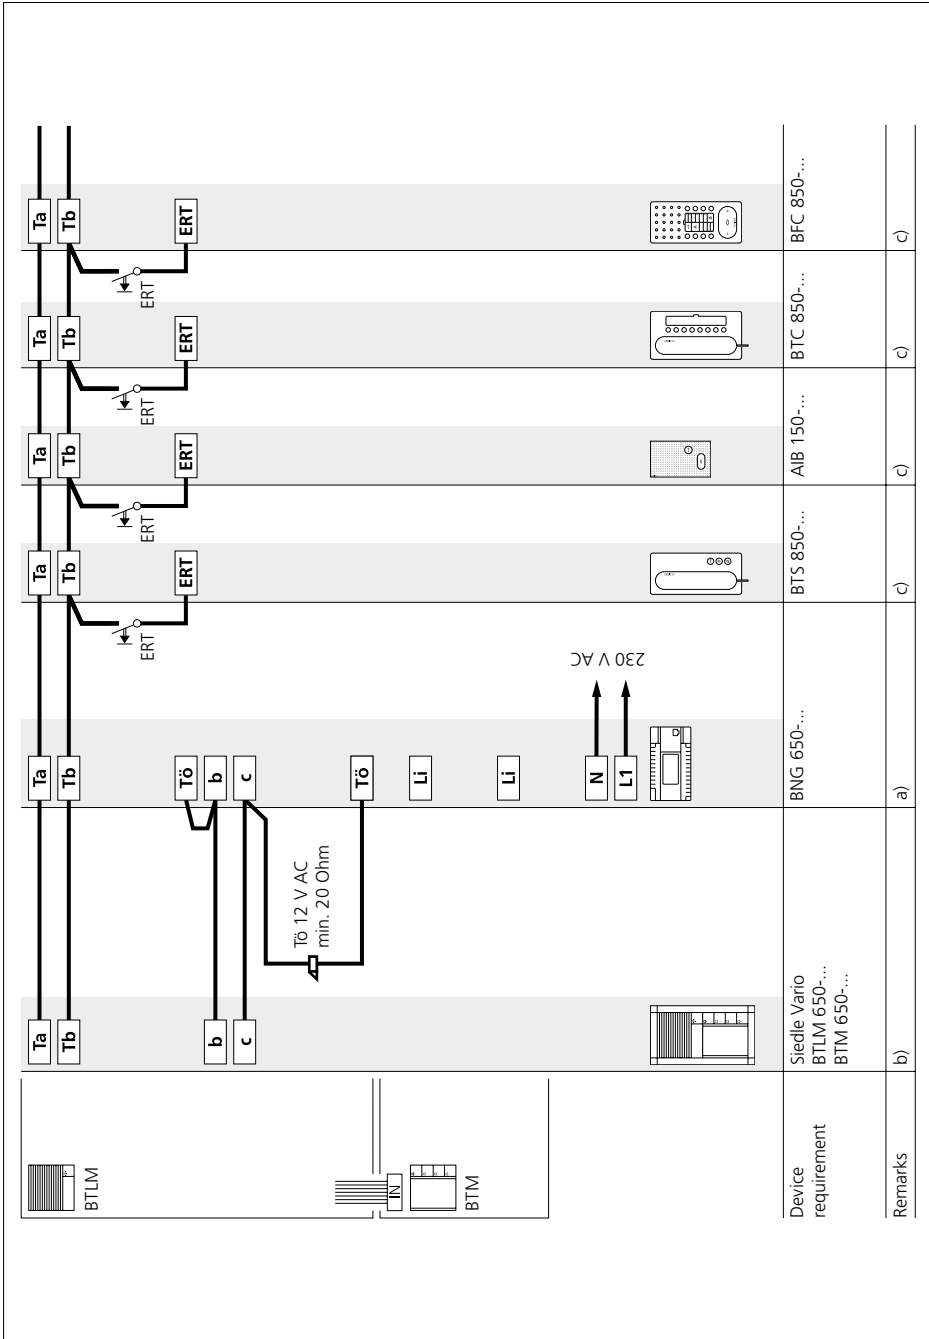 Ta Ta Ta Ta Ta Ta
Tb Tb Tb Tb Tb Tb
BTLM
ERT ERT ERT ERT
Tö ERT ERT ERT ERT
b b
c c
Tö 12 V AC
min. 20 Ohm
Tö
IN
Li
BTM
Li
N
230 V AC
L1
Device
requirement
Siedle Vario
BTLM 650-...
BTM 650-...
BNG 650-...
BTS 850-...
AIB 150-...
BTC 850-...
BFC 850-...
Remarks
b)
a)
c)
c)
c)
c)